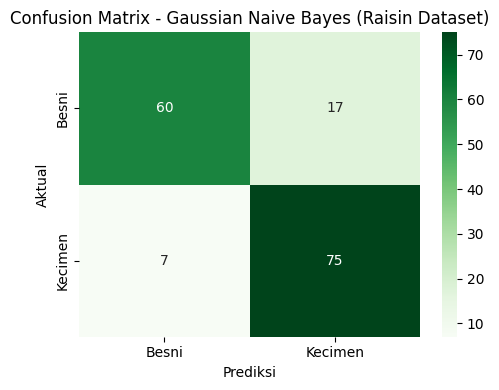 Confusion Matrix - Gaussian Naive Bayes (Raisin Dataset)
Aktual
Besni
60
17
Kecimen
7
75
Besni
Kecimen
Prediksi
70
60
50
40
30
20
10